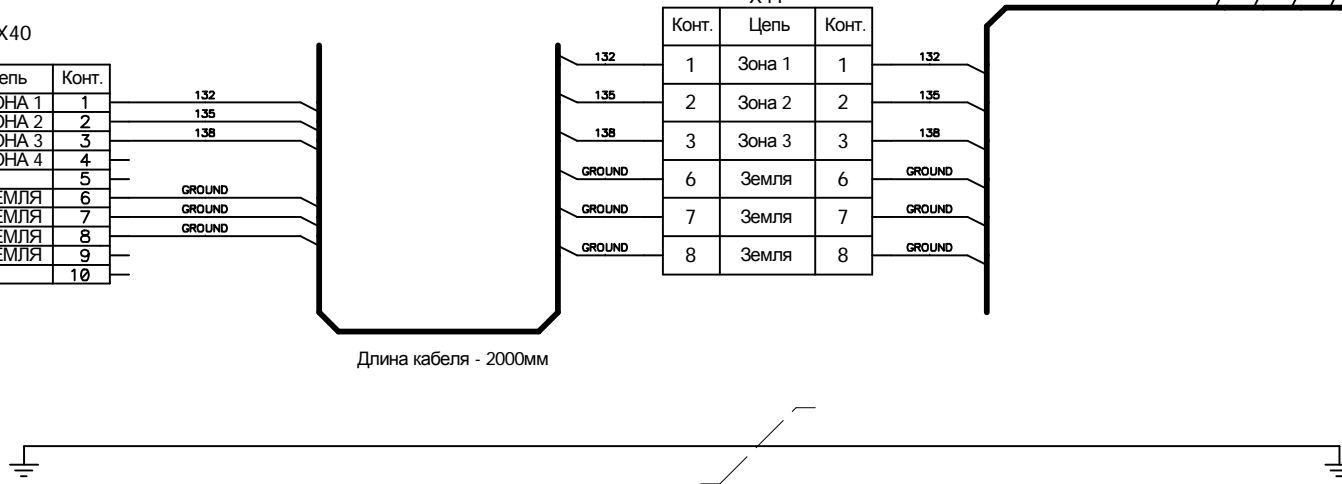 X40
Конт.
1
2
3
4
5
6
7
8
9
10
132
135
138
GROUND
GROUND
GROUND
132
135
138
GROUND
GROUND
GROUND
Конт. Цепь Конт.
1 Зона 1 1
2 Зона 2 2
3 Зона 3 3
6 Земля 6
7 Земля 7
8 Земля 8
132
135
138
GROUND
GROUND
GROUND
Длина кабеля - 2000мм